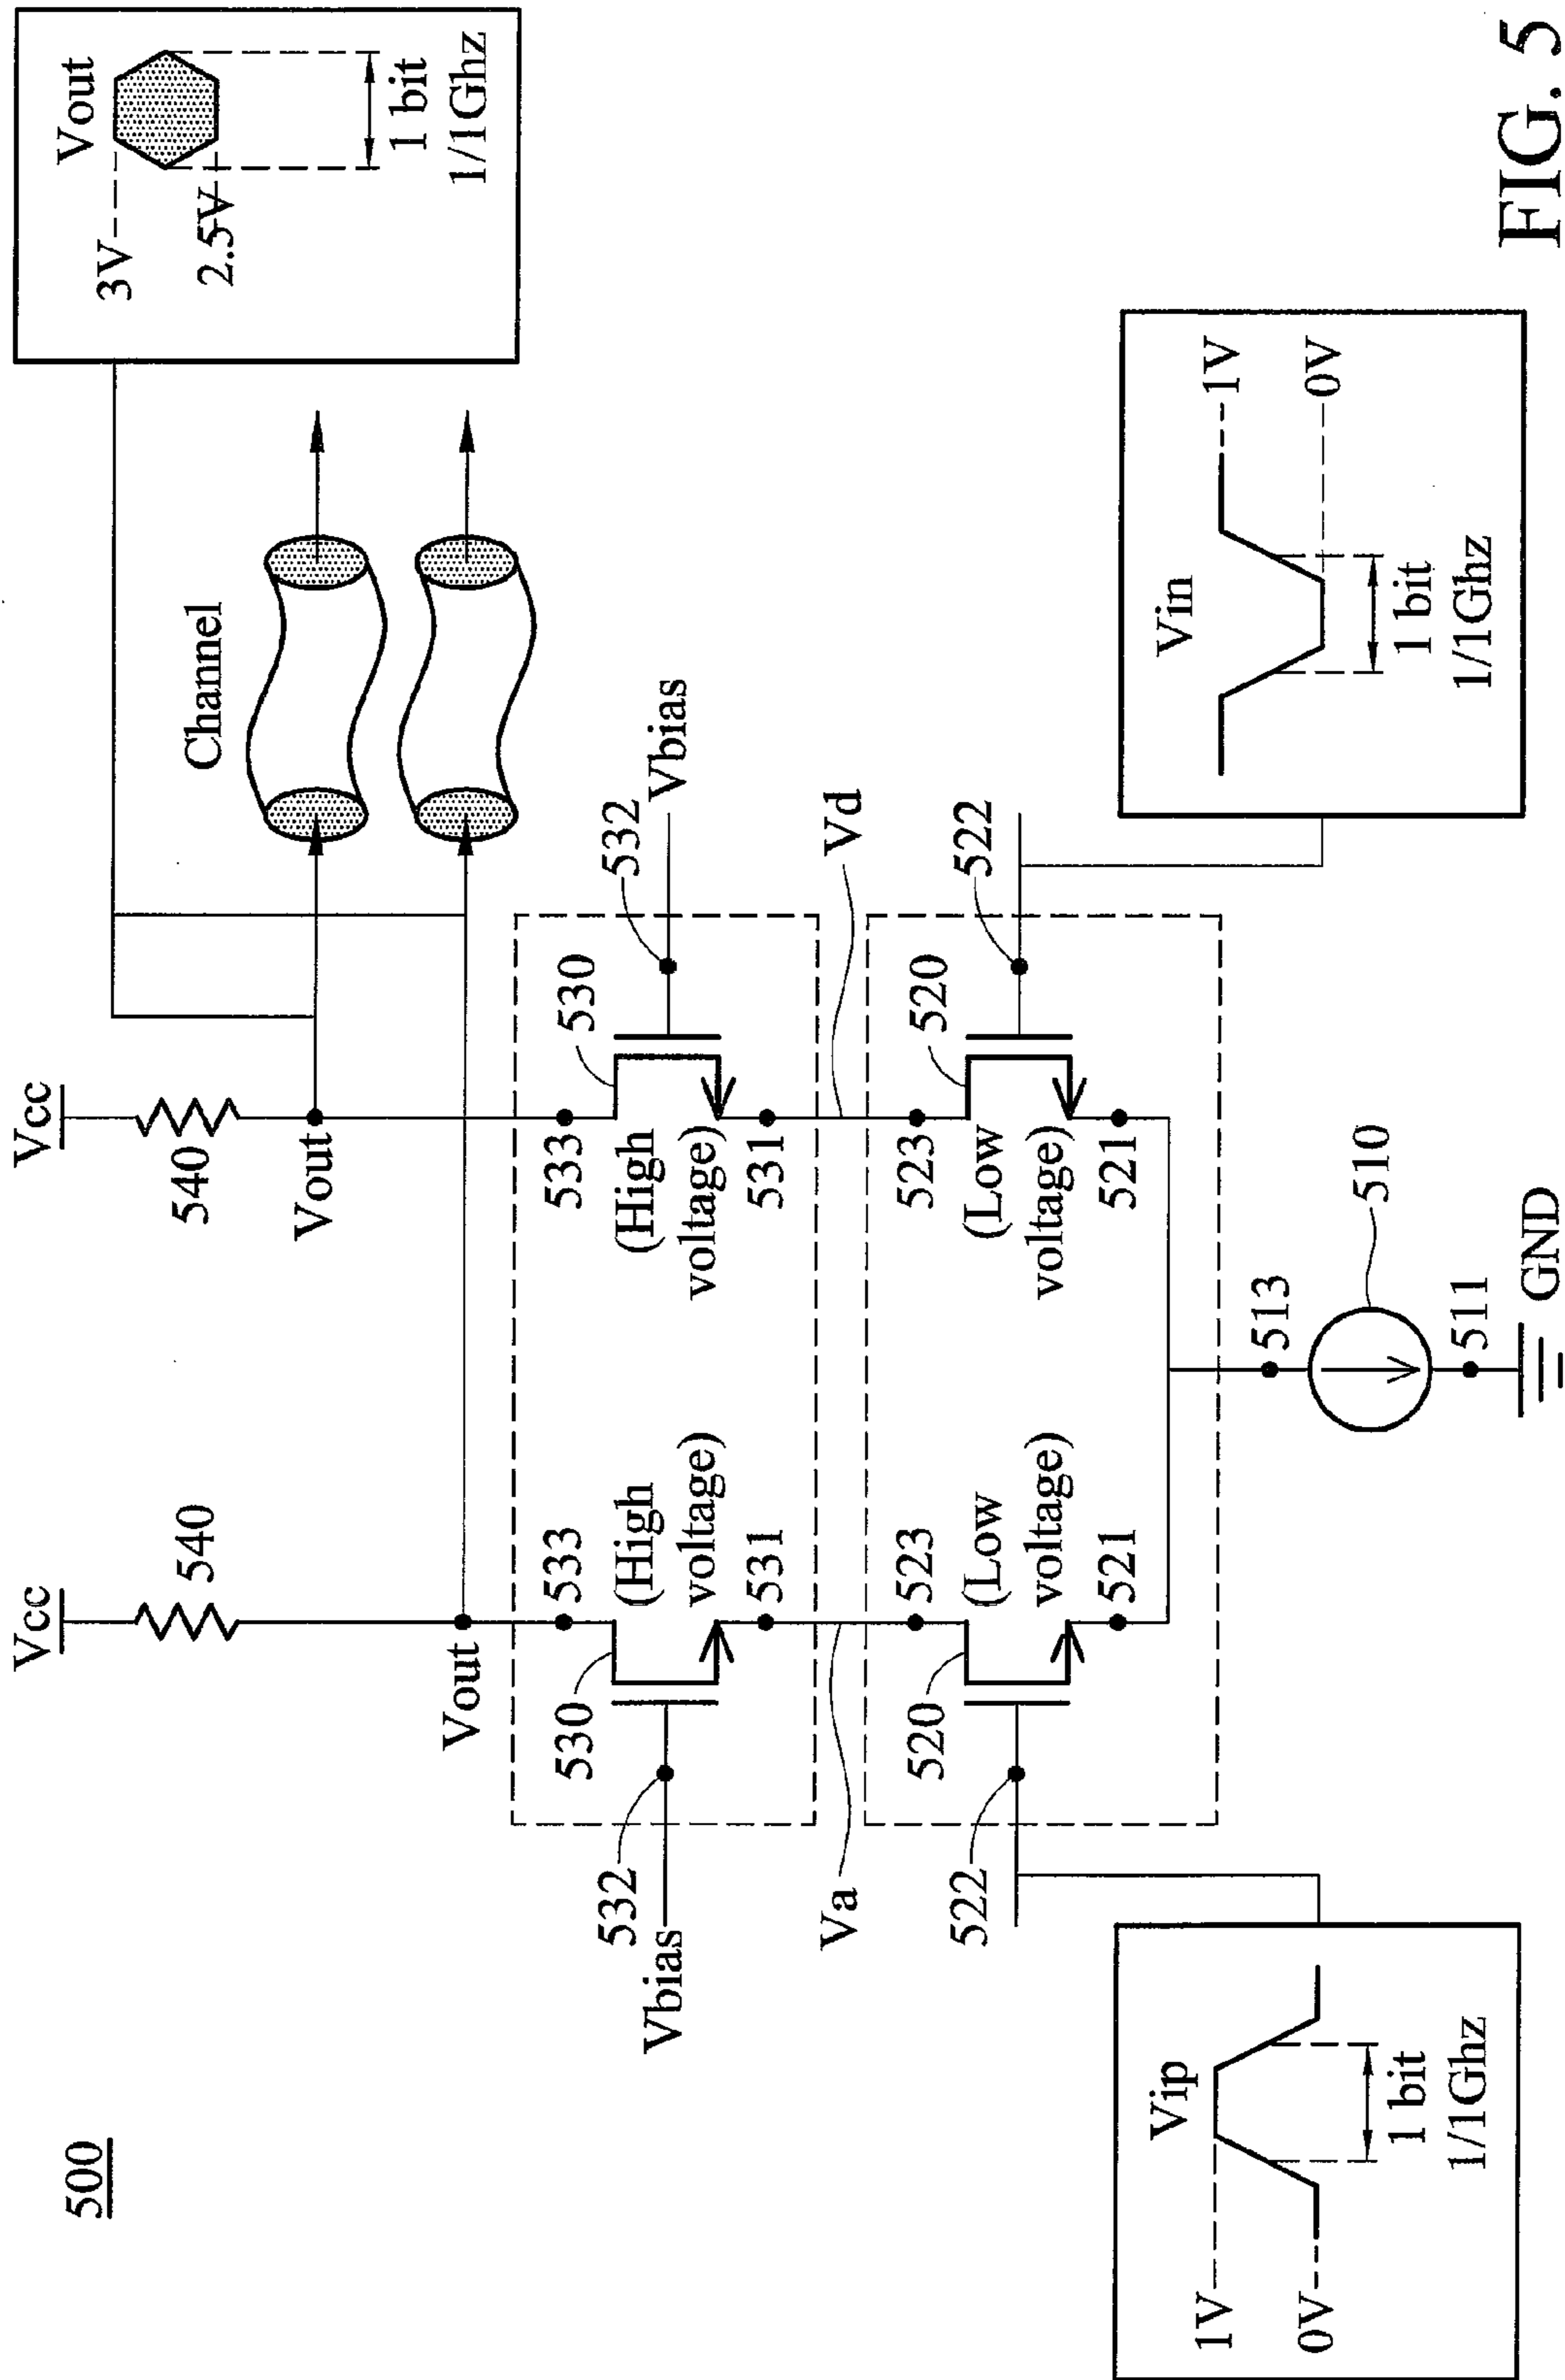 500
Vcc
Vcc
540
540
Vout
Vout
Channel
Vout
3V
2.5V
1 bit
1/1Ghz
533
533
530
(High
voltage)
(High
voltage)
530
532
532
Vbias
Vbias
531
531
Va
Vd
523
523
520
(Low
voltage)
(Low
voltage)
520
522
522
521
521
Vip
1V
0V
1 bit
1/1Ghz
513
510
511
GND
Vin
1V
0V
1 bit
1/1Ghz
FIG. 5